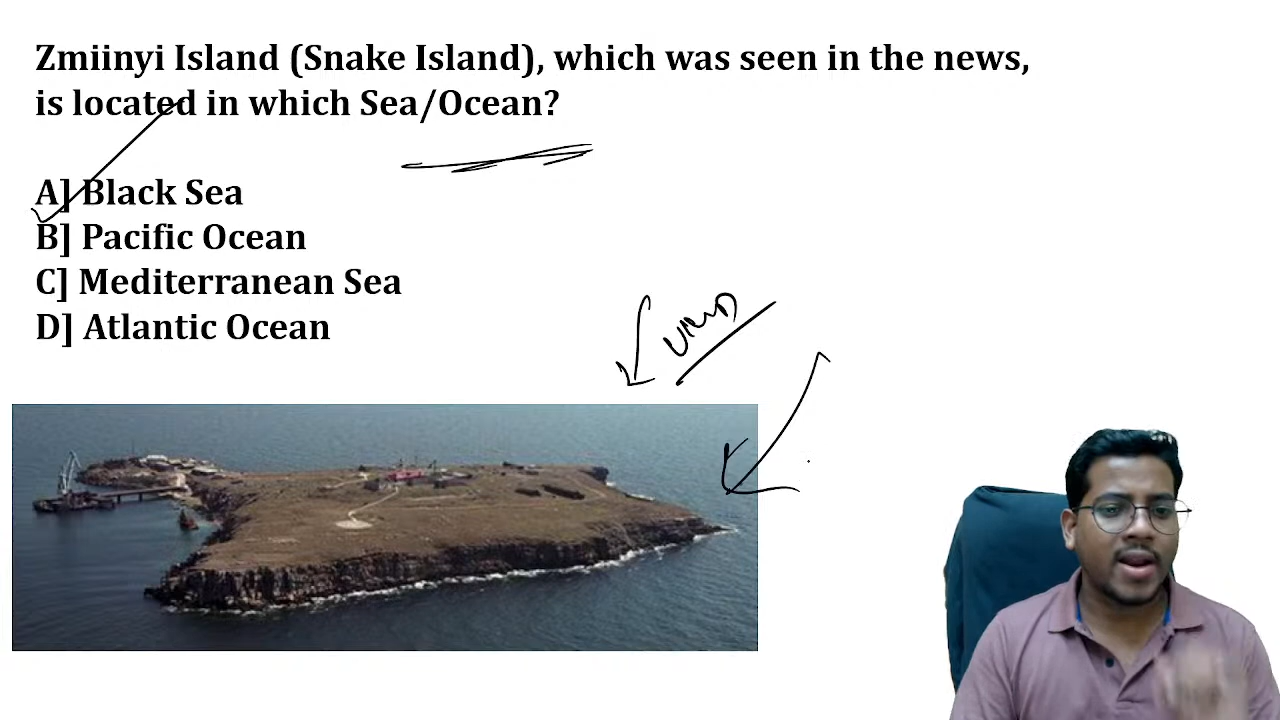 Zmiinyi Island (Snake Island), which was seen in the news,
is located in which Sea/Ocean?
A] Black Sea
B] Pacific Ocean
C] Mediterranean Sea
D] Atlantic Ocean